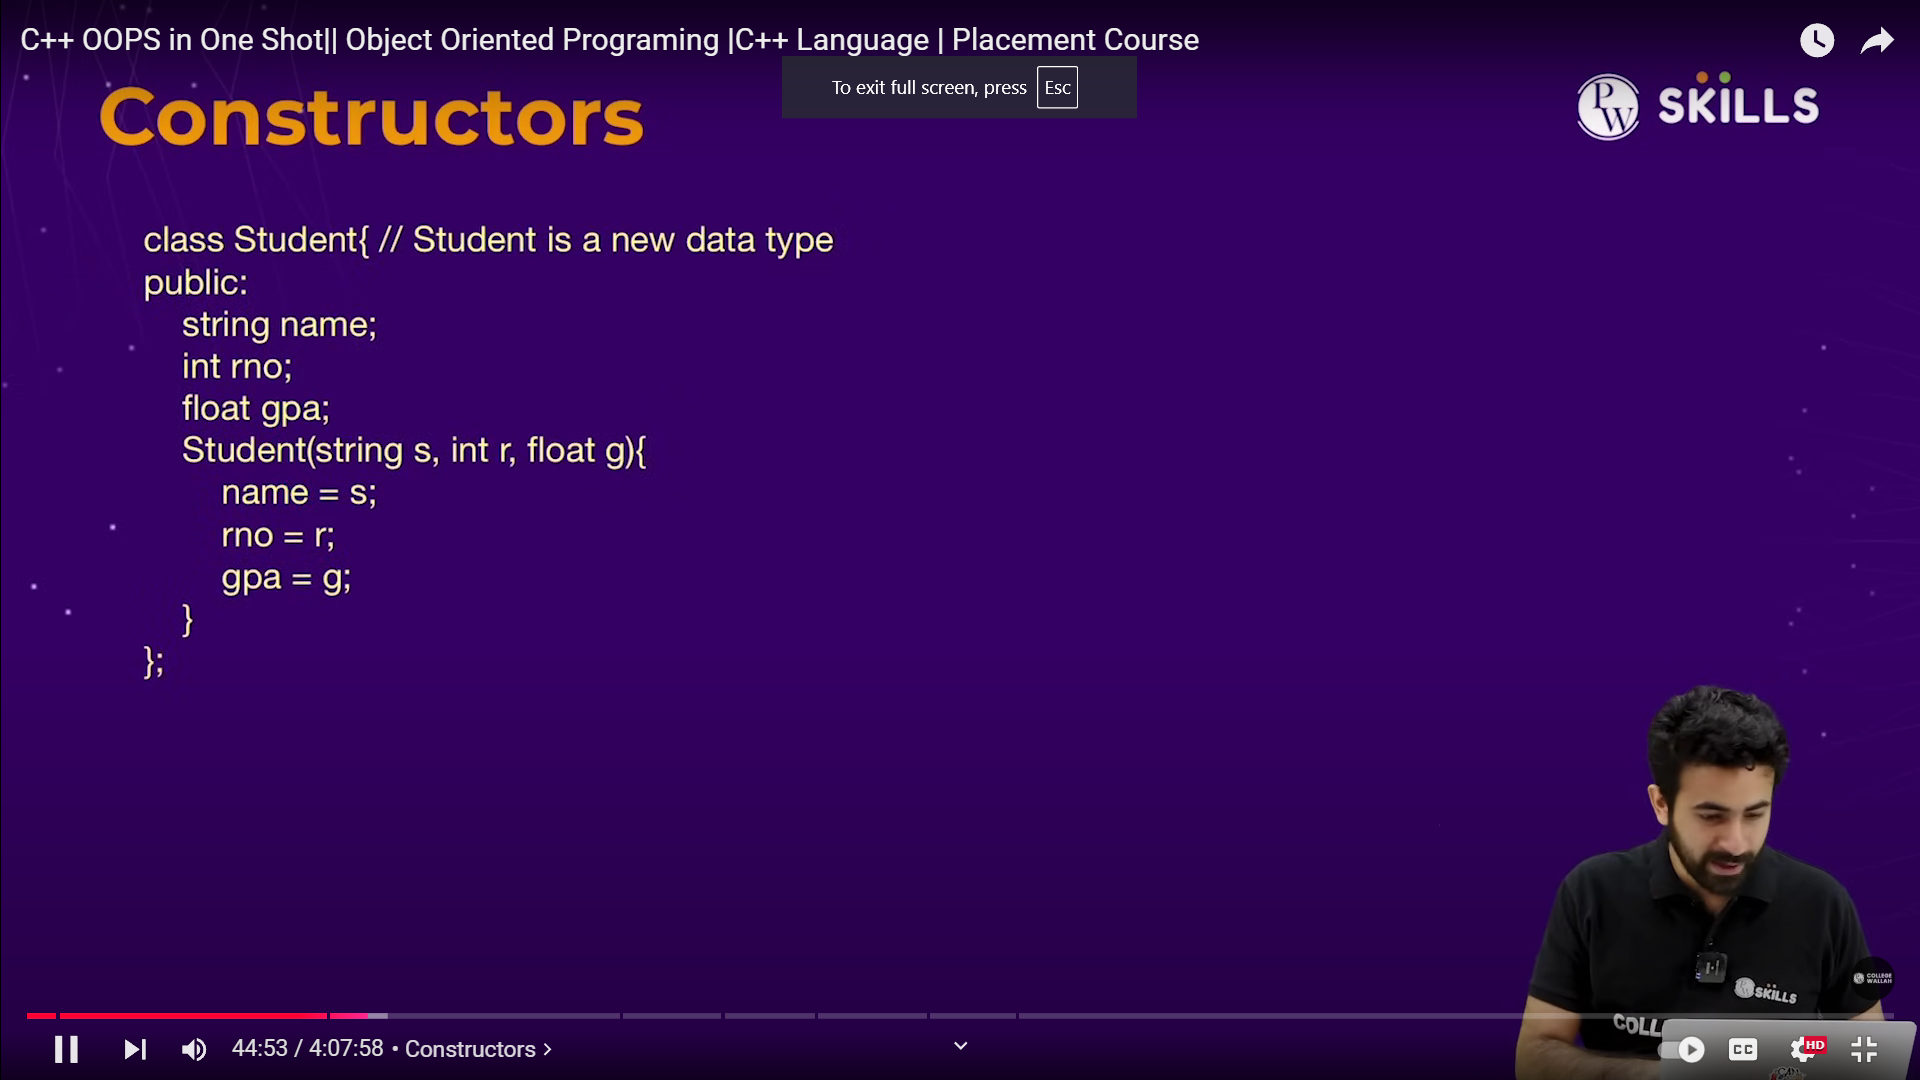 C++ OOPS in One Shot|| Object Oriented Programing |C++ Language | Placement Course
To exit full screen, press Esc
Constructors
PW SKILLS
class Student{ // Student is a new data type
public:
string name;
int rno;
float gpa;
Student(string s, int r, float g){
name = s;
rno = r;
gpa = g;
}
};
SKILLS
COLLEGE
WALLAH
COLL
44:53 / 4:07:58 • Constructors >
CC
HD